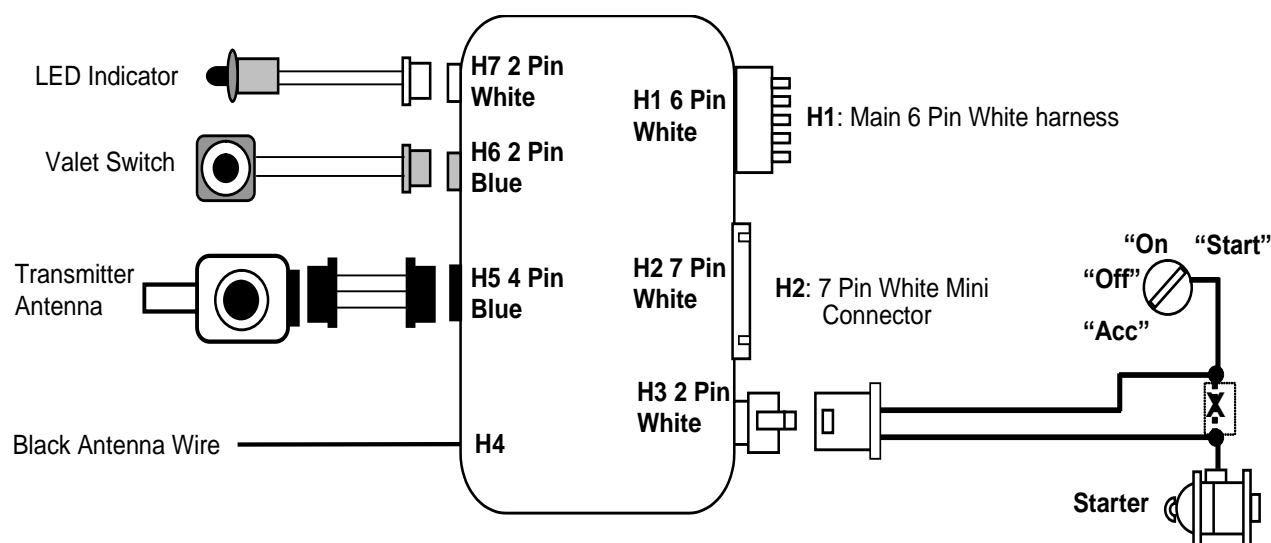 LED Indicator
H7 2 Pin
White
Valet Switch
H6 2 Pin
Blue
Transmitter
Antenna
H5 4 Pin
Blue
Black Antenna Wire
H4
H1 6 Pin
White
H1: Main 6 Pin White harness
H2 7 Pin
White
H2: 7 Pin White Mini
Connector
H3 2 Pin
White
“On “Start”
“Off”
“Acc”
X
Starter